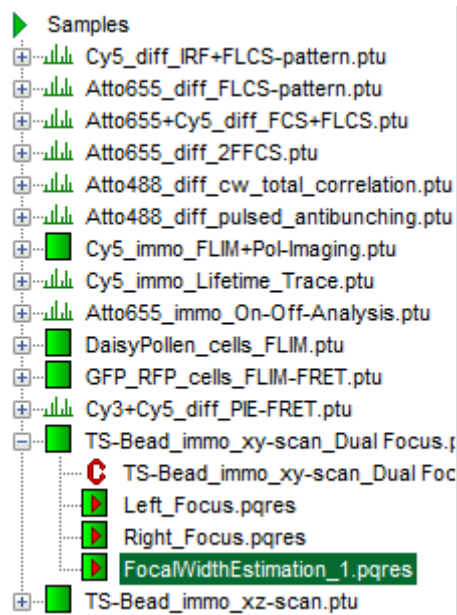 Samples
Cy5_diff_IRF+FLCS-pattern.ptu
Atto655_diff_FLCS-pattern.ptu
Atto655+Cy5_diff_FCS+FLCS.ptu
Atto655_diff_2FFCS.ptu
Atto488_diff_cw_total_correlation.ptu
Atto488_diff_pulsed_antibunching.ptu
Cy5_immo_FLIM+Pol-Imaging.ptu
Cy5_immo_Lifetime_Trace.ptu
Atto655_immo_On-Off-Analysis.ptu
DaisyPollen_cells_FLIM.ptu
GFP_RFP_cells_FLIM-FRET.ptu
Cy3+Cy5_diff_PIE-FRET.ptu
TS-Bead_immo_xy-scan_Dual Focus.p
C TS-Bead_immo_xy-scan_Dual Foc
Left_Focus.pqres
Right_Focus.pqres
FocalWidthEstimation_1.pqres
TS-Bead_immo_xz-scan.ptu